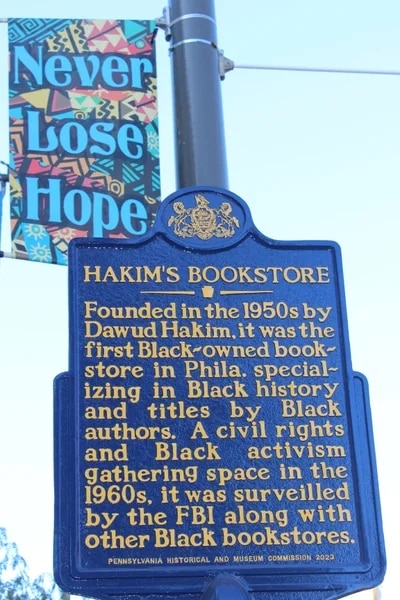 Never
Lose
Hope
HAKIM'S BOOKSTORE
Founded in the 1950s by
Dawud Hakim, it was the
first Black-owned book-
store in Phila. special-
izing in Black history
and titles by Black
authors. A civil rights
and Black activism
gathering space in the
1960s, it was surveilled
by the FBI along with
other Black bookstores.
PENNSYLVANIA HISTORICAL AND MUSEUM COMMISSION 2023